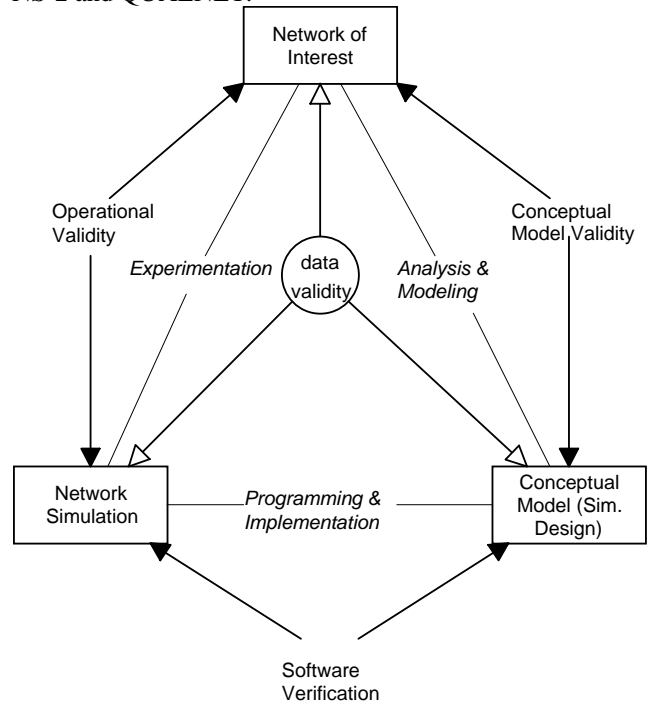 Network of
Interest
Operational
Validity
Conceptual
Model Validity
Experimentation
data
validity
Analysis &
Modeling
Network
Simulation
Programming &
Implementation
Conceptual
Model (Sim.
Design)
Software
Verification